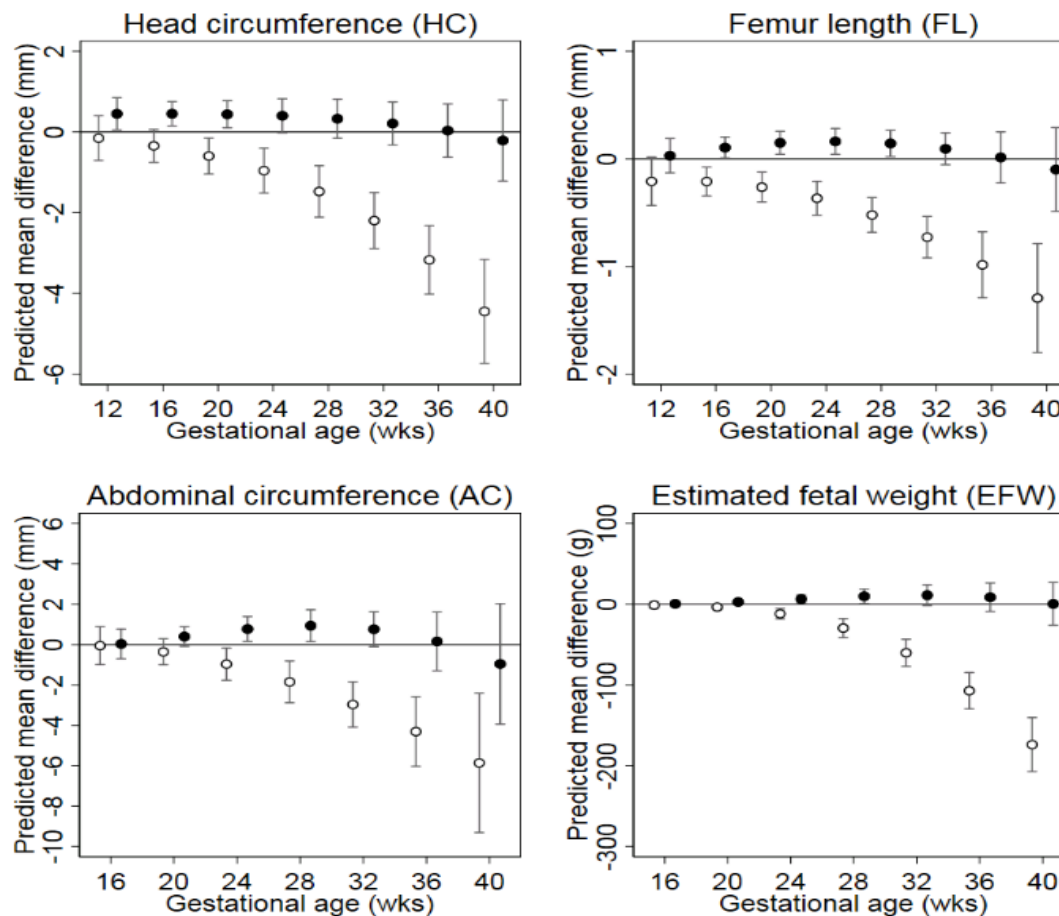 Head circumference (HC)
Predicted mean difference (mm)
2
0
-2
-4
-6
12 16 20 24 28 32 36 40
Gestational age (wks)
Femur length (FL)
Predicted mean difference (mm)
1
0
-1
-2
12 16 20 24 28 32 36 40
Gestational age (wks)
Abdominal circumference (AC)
Predicted mean difference (mm)
6
4
2
0
-2
-4
-6
-8
-10
16 20 24 28 32 36 40
Gestational age (wks)
Estimated fetal weight (EFW)
Predicted mean difference (g)
100
0
-100
-200
-300
16 20 24 28 32 36 40
Gestational age (wks)